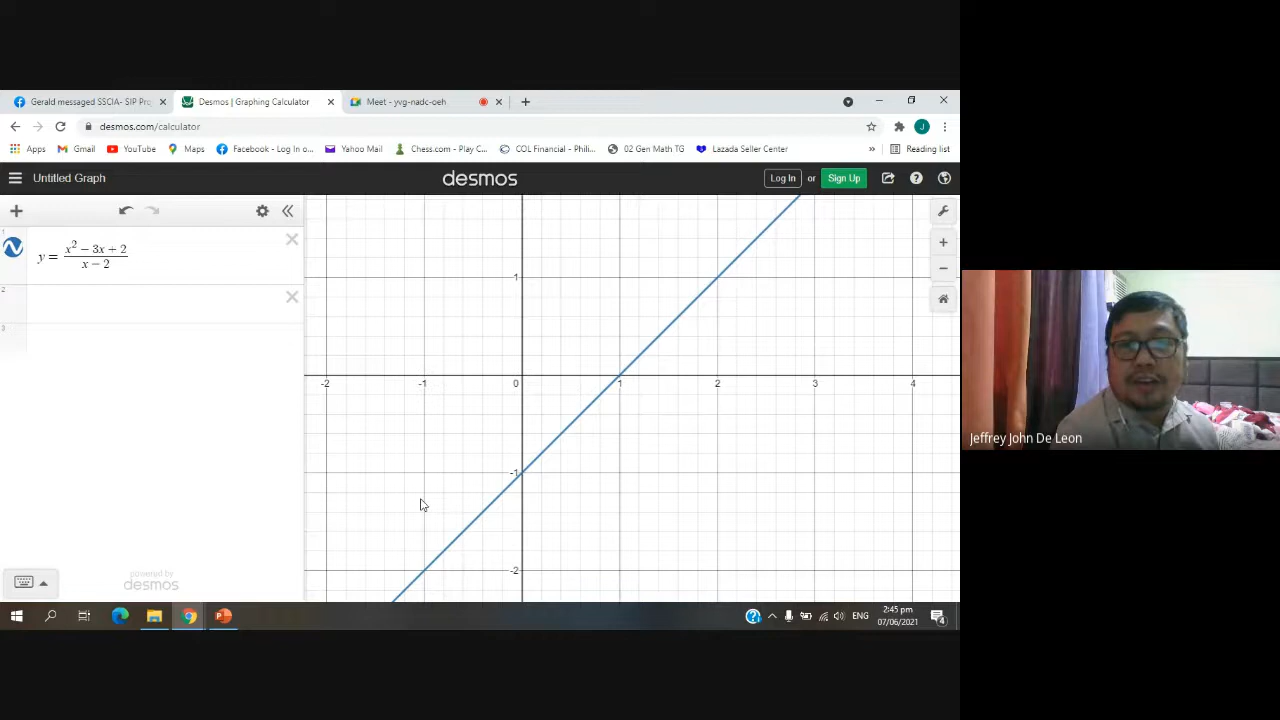 Gerald messaged SSCIA- SIP Pro
Desmos | Graphing Calculator
Meet - yvg-nadc-oeh
desmos.com/calculator
J
Apps
Gmail
YouTube
Maps
Facebook - Log In o...
Yahoo Mail
Chess.com - Play C...
COL Financial - Phili...
02 Gen Math TG
Lazada Seller Center
»
Reading list
Untitled Graph
desmos
Log In
or
Sign Up
1
y = \frac{x^2 - 3x + 2}{x - 2}
2
3
1
-2
-1
0
1
2
3
4
-1
-2
powered by
desmos
Jeffrey John De Leon
ENG
2:45 pm
07/06/2021
4